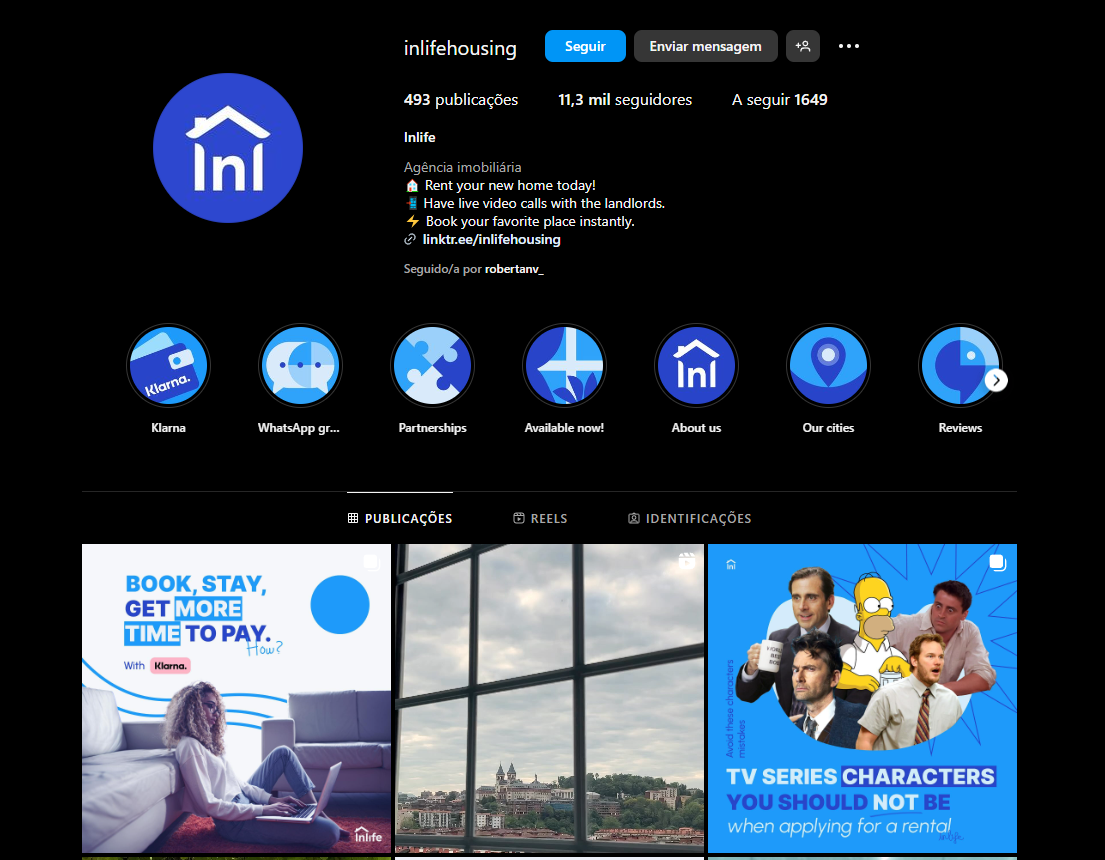 inlifehousing
Seguir
Enviar mensagem
493 publicações
11,3 mil seguidores
A seguir 1649
Inlife
Agência imobiliária
🏠 Rent your new home today!
📲 Have live video calls with the landlords.
⚡ Book your favorite place instantly.
linktr.ee/inlifehousing
Seguido/a por robertanv_
Inl
Klarna.
Inl
Klarna
WhatsApp gr...
Partnerships
Available now!
About us
Our cities
Reviews
PUBLICAÇÕES
REELS
IDENTIFICAÇÕES
BOOK, STAY,
GET MORE
TIME TO PAY.
How?
With Klarna.
Inlife
Inl
WORLD'S
BEST
BOSS
Avoid these characters
mistakes
TV SERIES CHARACTERS
YOU SHOULD NOT BE
when applying for a rental
inlife